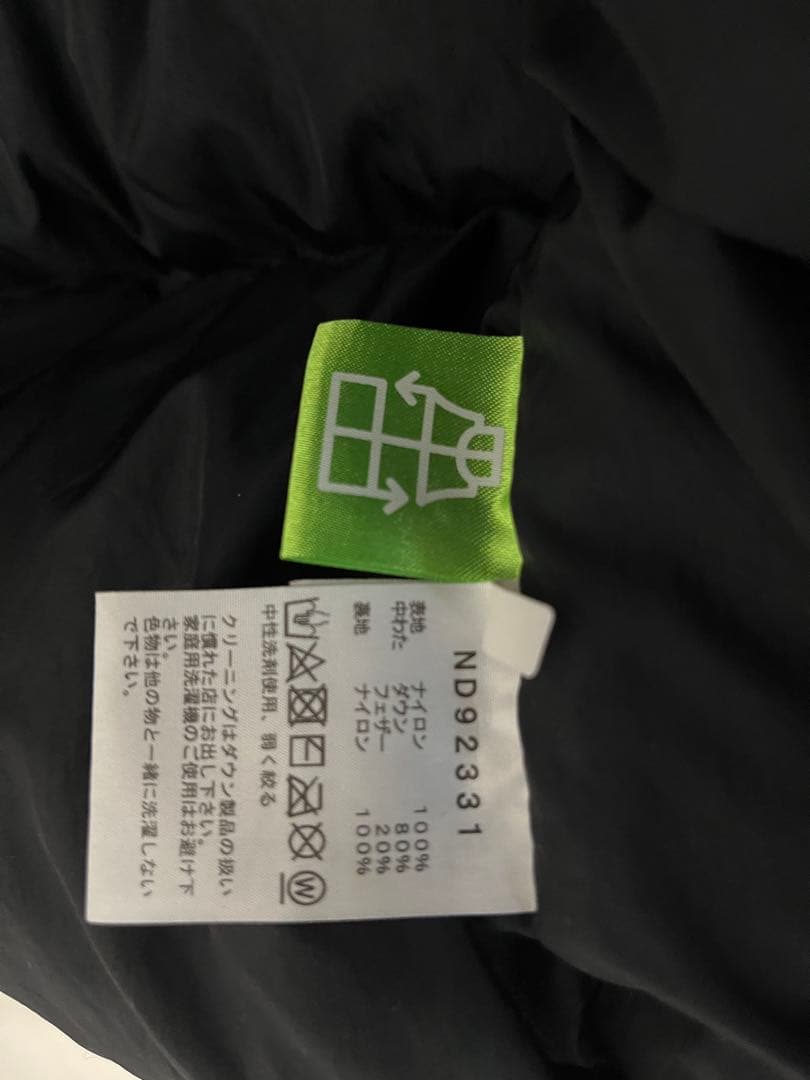 ND92331
表地 ナイロン 100%
中わた ダウン 80%
フェザー 20%
裏地 ナイロン 100%
W
中性洗剤使用、弱く絞る
クリーニングはダウン製品の扱い
に慣れた店にお出し下さい。
家庭用洗濯機のご使用はお避け下
さい。
色物は他の物と一緒に洗濯しない
で下さい。